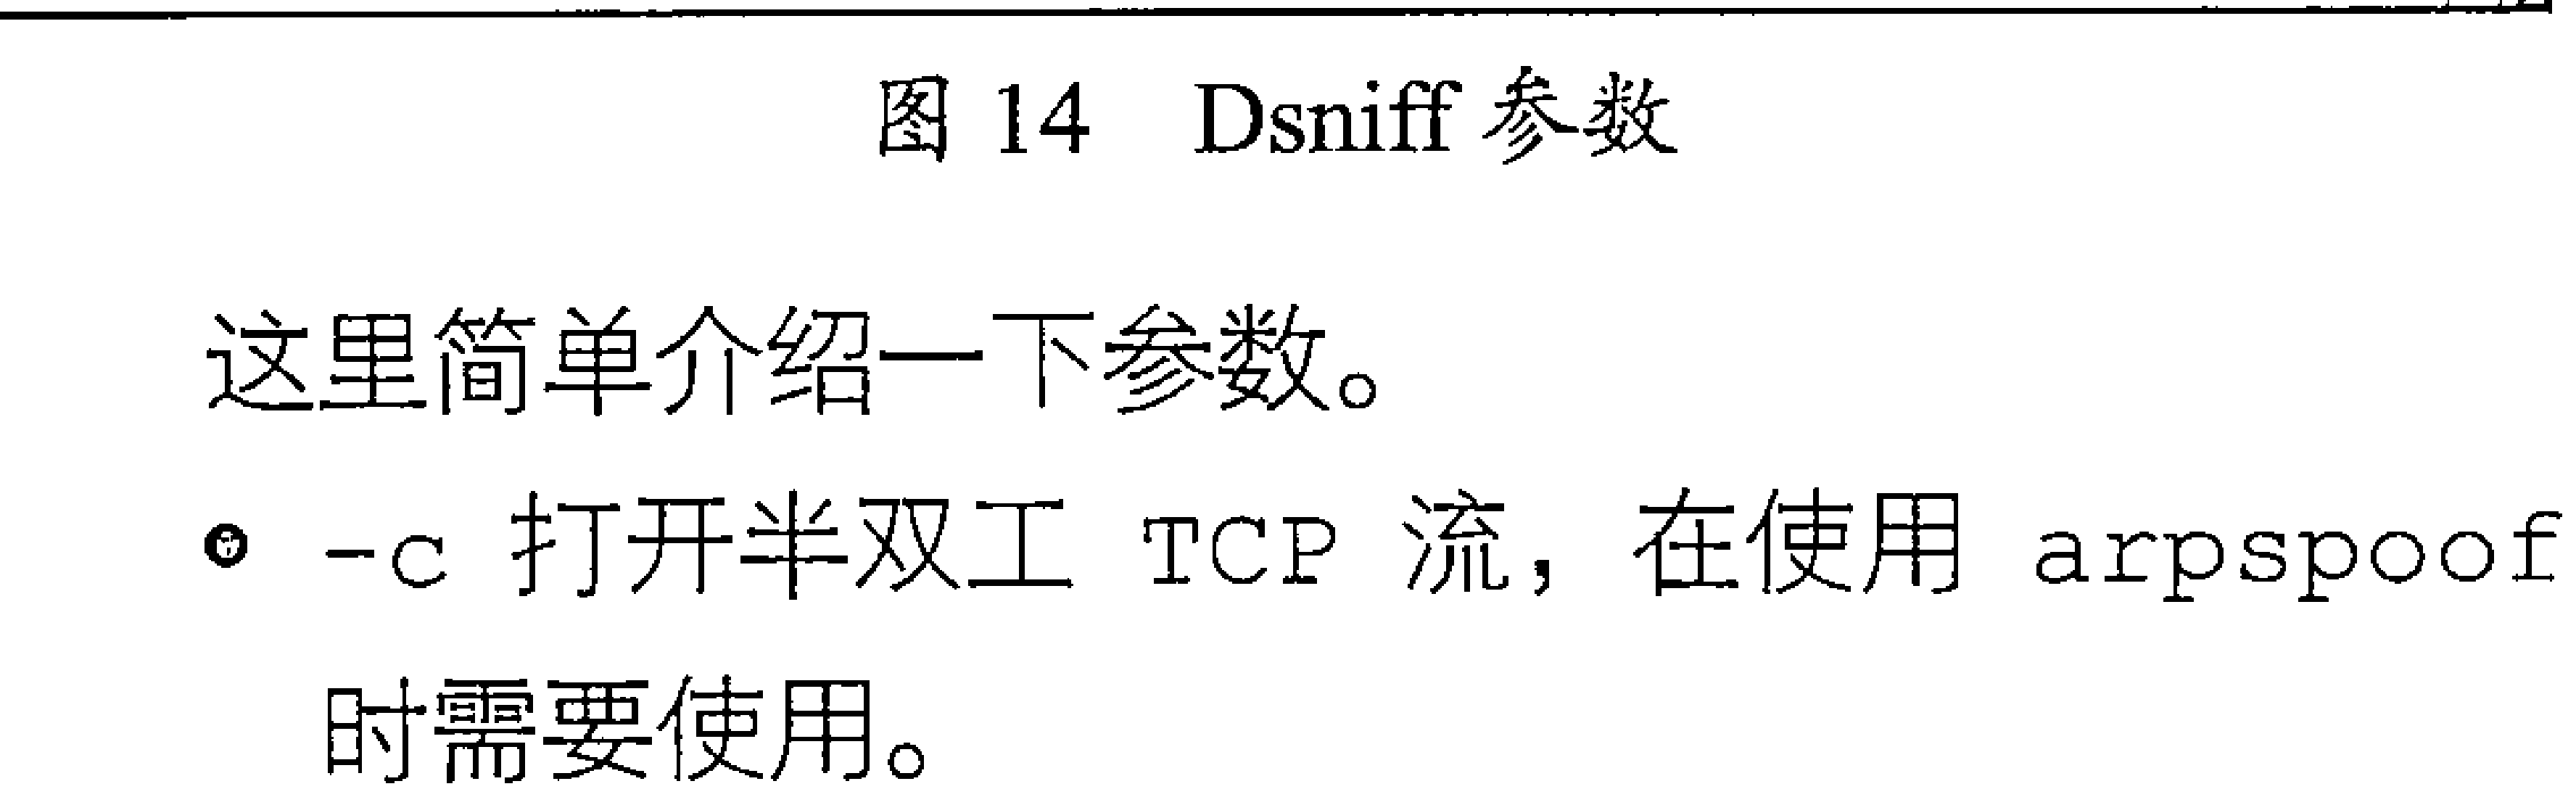 图 14 Dsniff 参数
这里简单介绍一下参数。
-c 打开半双工 TCP 流，在使用 arpspoof
时需要使用。